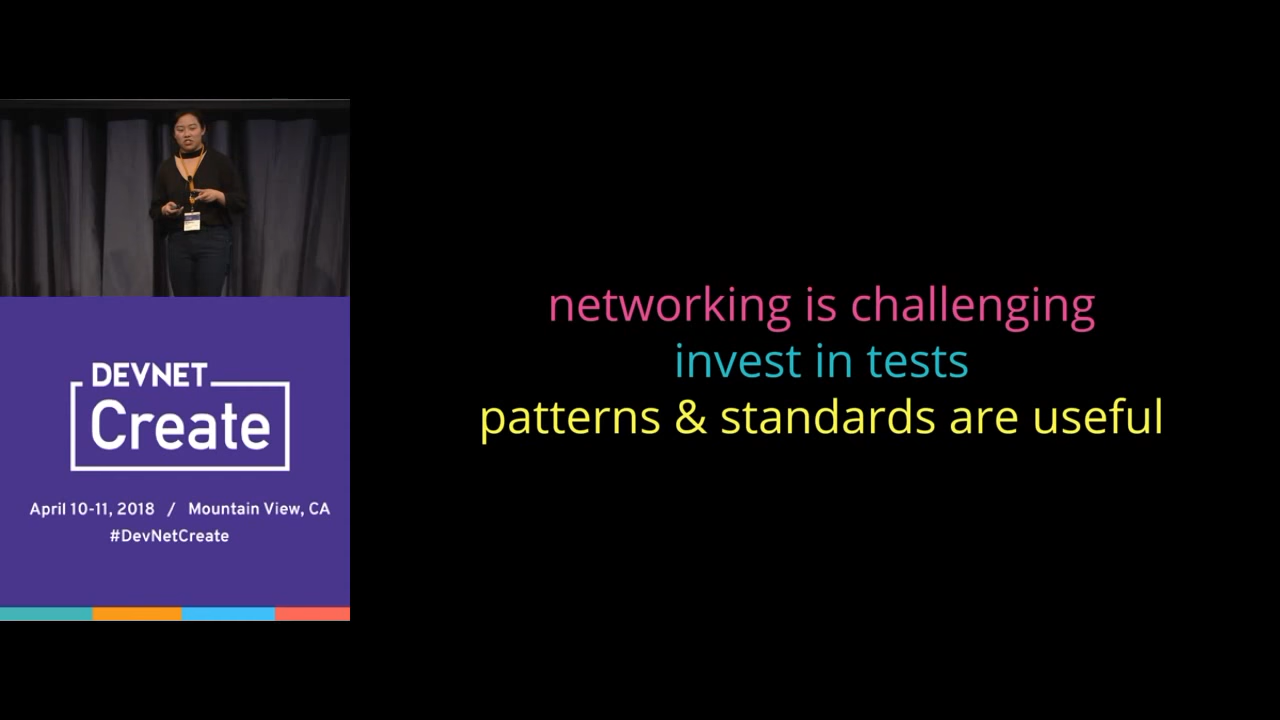 DEVNET
Create
April 10-11, 2018 / Mountain View, CA
#DevNetCreate
networking is challenging
invest in tests
patterns & standards are useful